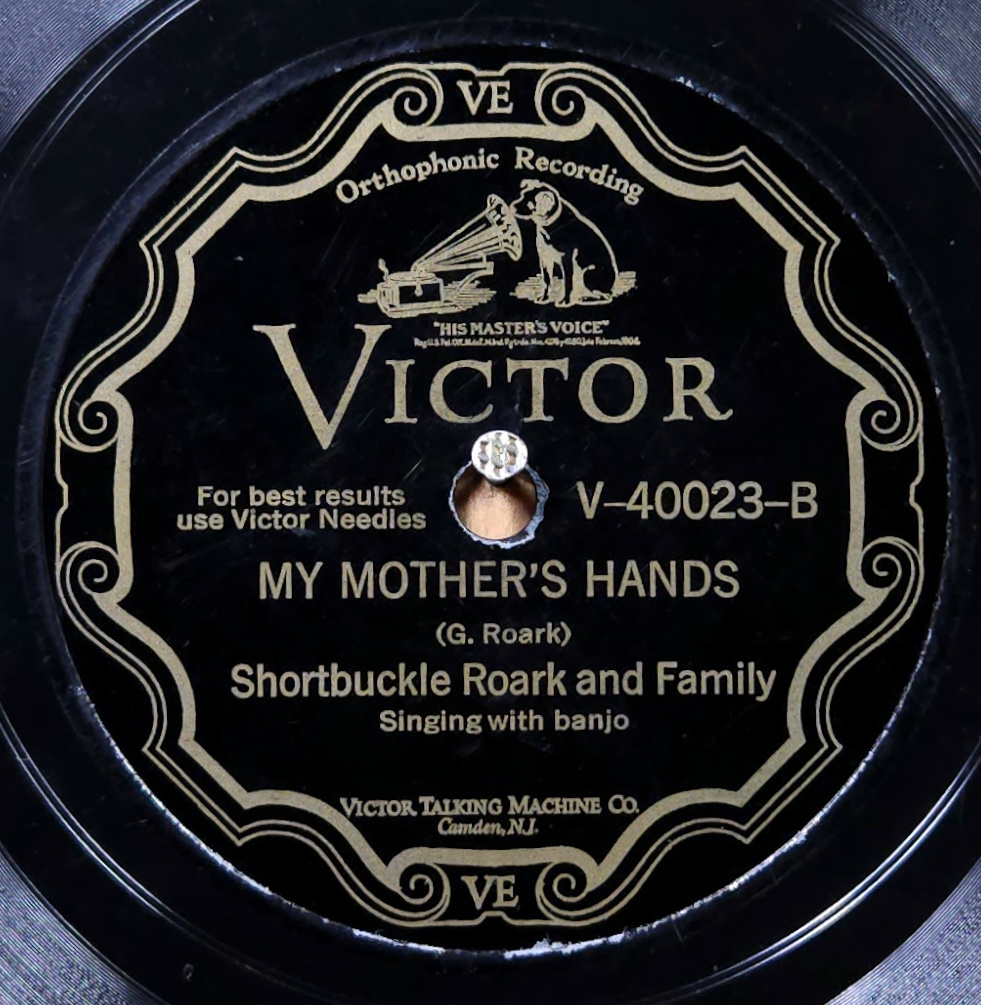 VE
Orthophonic Recording
"HIS MASTER'S VOICE"
VICTOR
For best results
use Victor Needles
V-40023-B
MY MOTHER'S HANDS
(G. Roark)
Shortbuckle Roark and Family
Singing with banjo
VICTOR TALKING MACHINE CO.
Camden, N.J.
VE